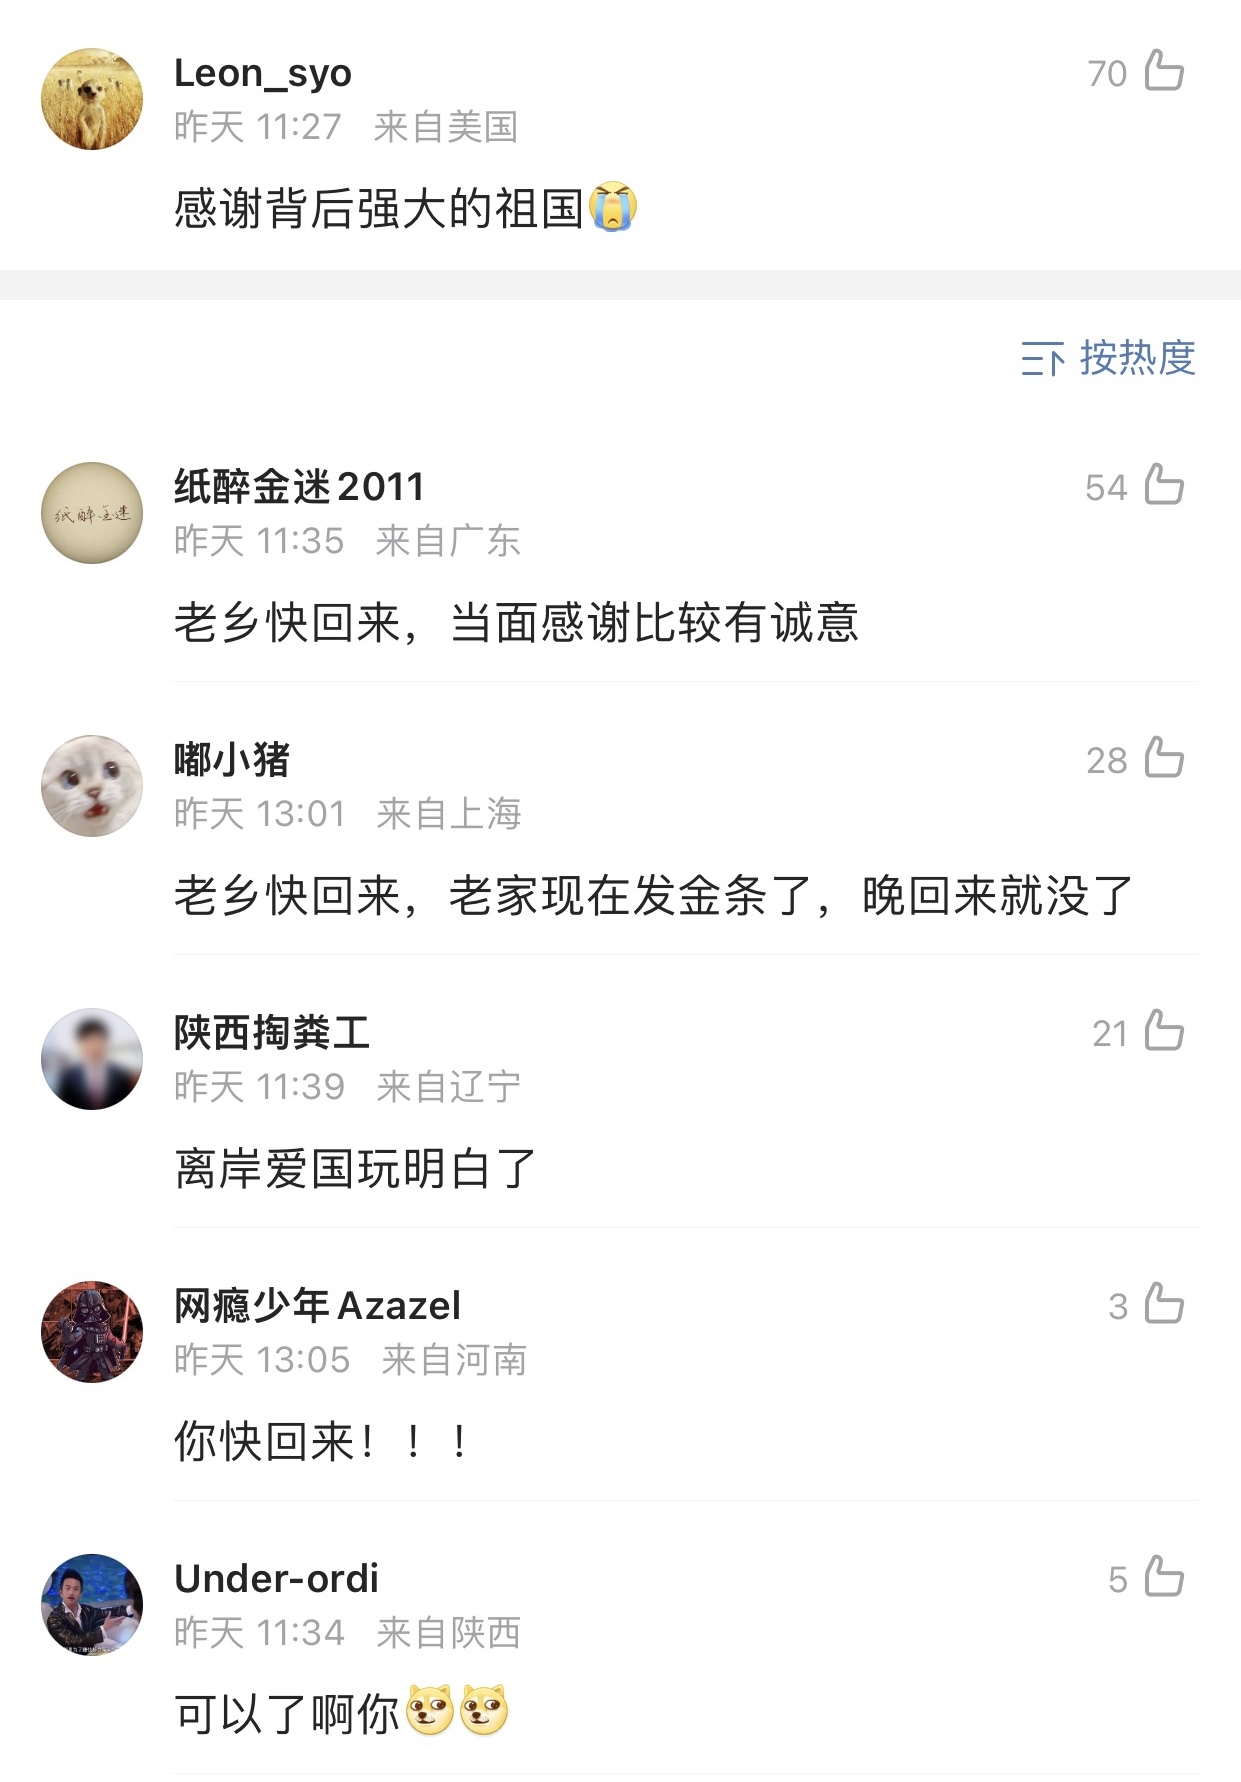 Leon_syo
70
昨天 11:27 来自美国
感谢背后强大的祖国😭
按热度
纸醉金迷
纸醉金迷2011
54
昨天 11:35 来自广东
老乡快回来，当面感谢比较有诚意
嘟小猪
28
昨天 13:01 来自上海
老乡快回来，老家现在发金条了，晚回来就没了
陕西掏粪工
21
昨天 11:39 来自辽宁
离岸爱国玩明白了
网瘾少年Azazel
3
昨天 13:05 来自河南
你快回来！！！
Under-ordi
5
昨天 11:34 来自陕西
可以了啊你